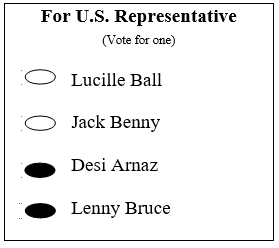 For U.S. Representative
(Vote for one)
Lucille Ball
Jack Benny
Desi Arnaz
Lenny Bruce